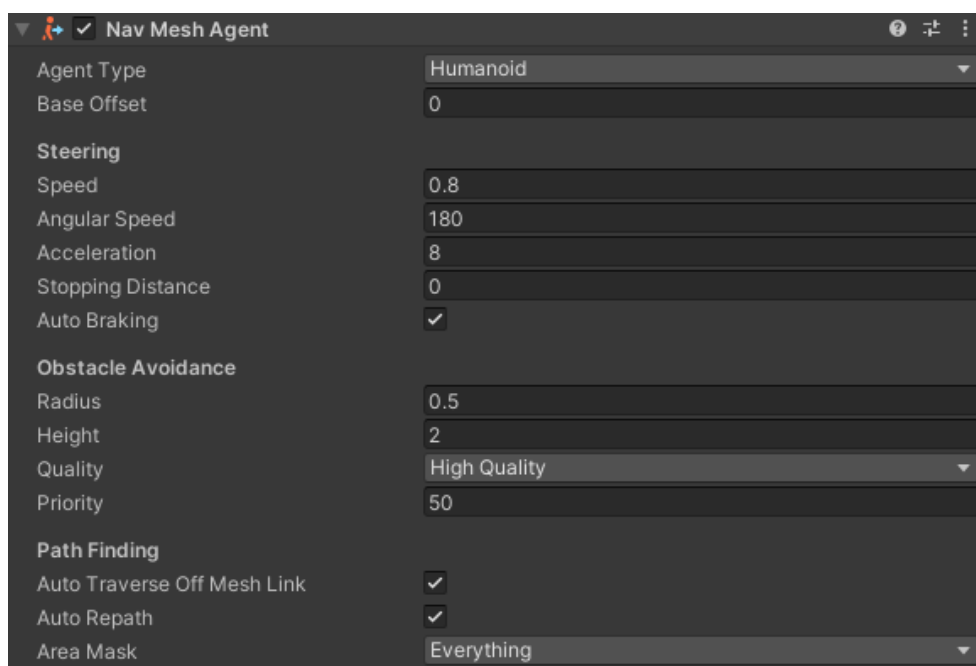 Nav Mesh Agent
Agent Type Humanoid
Base Offset 0
Steering
Speed 0.8
Angular Speed 180
Acceleration 8
Stopping Distance 0
Auto Braking
Obstacle Avoidance
Radius 0.5
Height 2
Quality High Quality
Priority 50
Path Finding
Auto Traverse Off Mesh Link
Auto Repath
Area Mask Everything